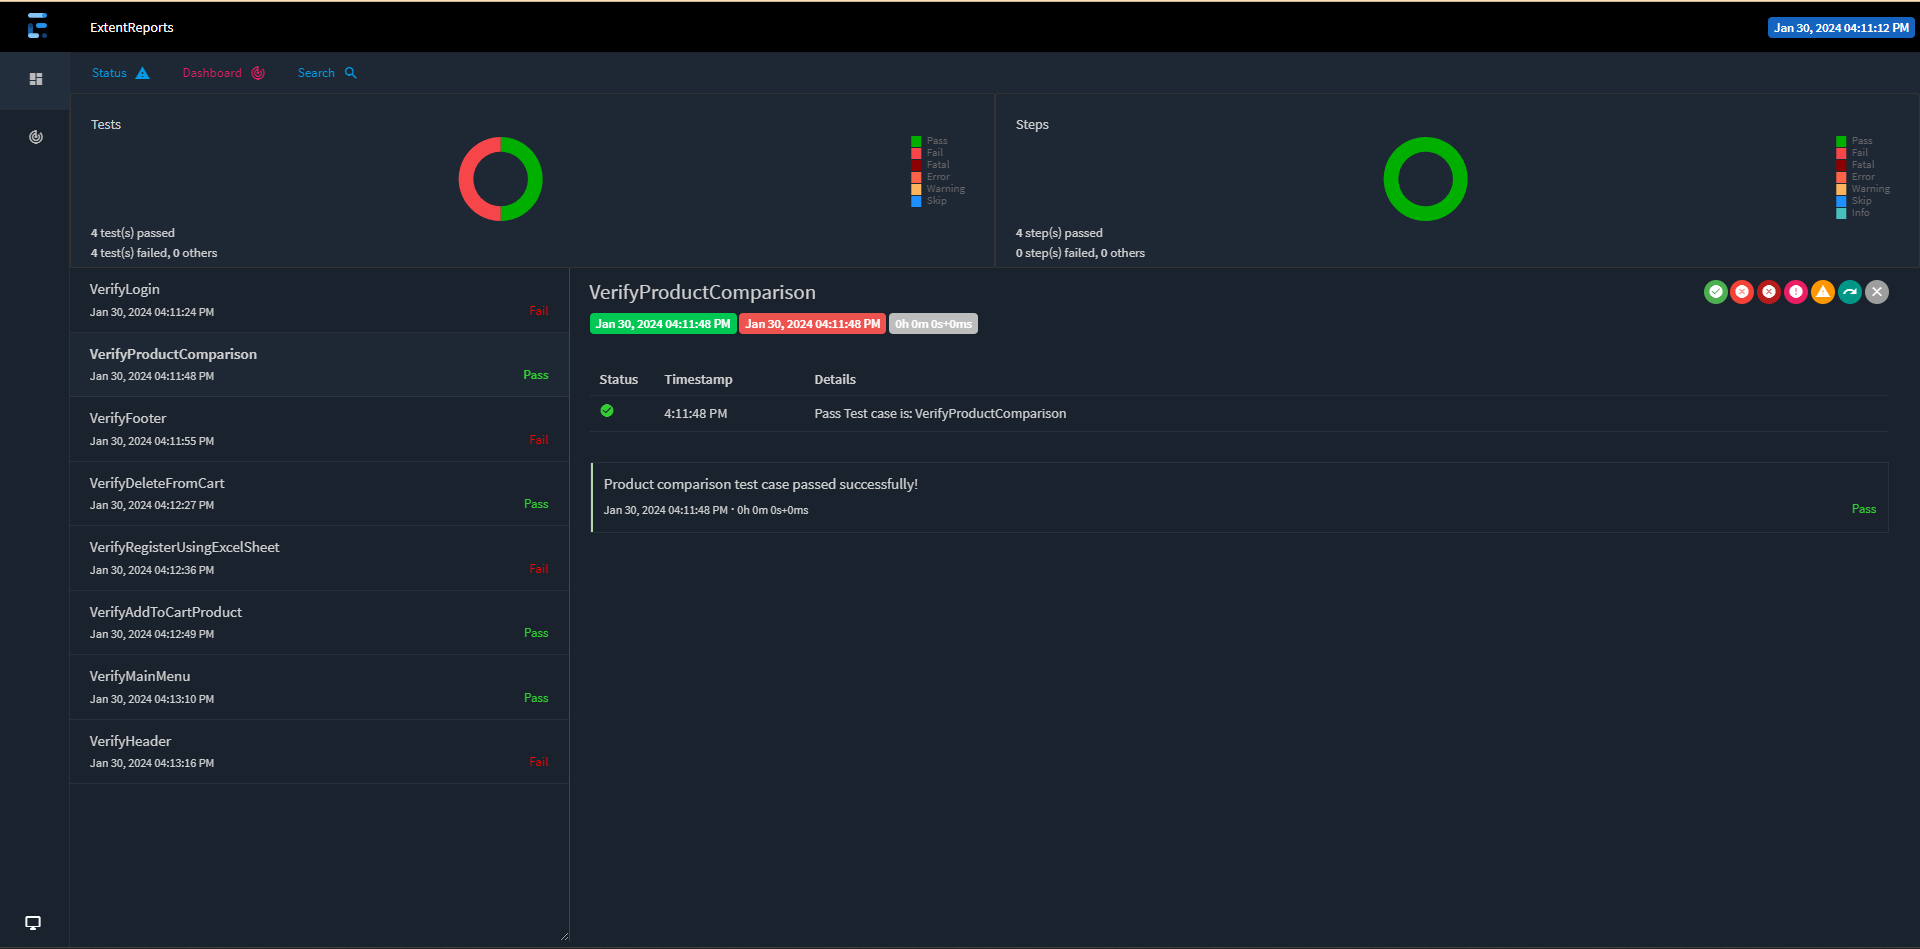 ExtentReports
Jan 30, 2024 04:11:12 PM
Status
Dashboard
Search
Tests
Pass
Fail
Fatal
Error
Warning
Skip
4 test(s) passed
4 test(s) failed, 0 others
Steps
Pass
Fail
Fatal
Error
Warning
Skip
Info
4 step(s) passed
0 step(s) failed, 0 others
VerifyLogin
Jan 30, 2024 04:11:24 PM
Fail
VerifyProductComparison
Jan 30, 2024 04:11:48 PM
Pass
VerifyFooter
Jan 30, 2024 04:11:55 PM
Fail
VerifyDeleteFromCart
Jan 30, 2024 04:12:27 PM
Pass
VerifyRegisterUsingExcelSheet
Jan 30, 2024 04:12:36 PM
Fail
VerifyAddToCartProduct
Jan 30, 2024 04:12:49 PM
Pass
VerifyMainMenu
Jan 30, 2024 04:13:10 PM
Pass
VerifyHeader
Jan 30, 2024 04:13:16 PM
Fail
VerifyProductComparison
Jan 30, 2024 04:11:48 PM Jan 30, 2024 04:11:48 PM 0h 0m 0s+0ms
Status Timestamp Details
4:11:48 PM Pass Test case is: VerifyProductComparison
Product comparison test case passed successfully!
Jan 30, 2024 04:11:48 PM · 0h 0m 0s+0ms
Pass